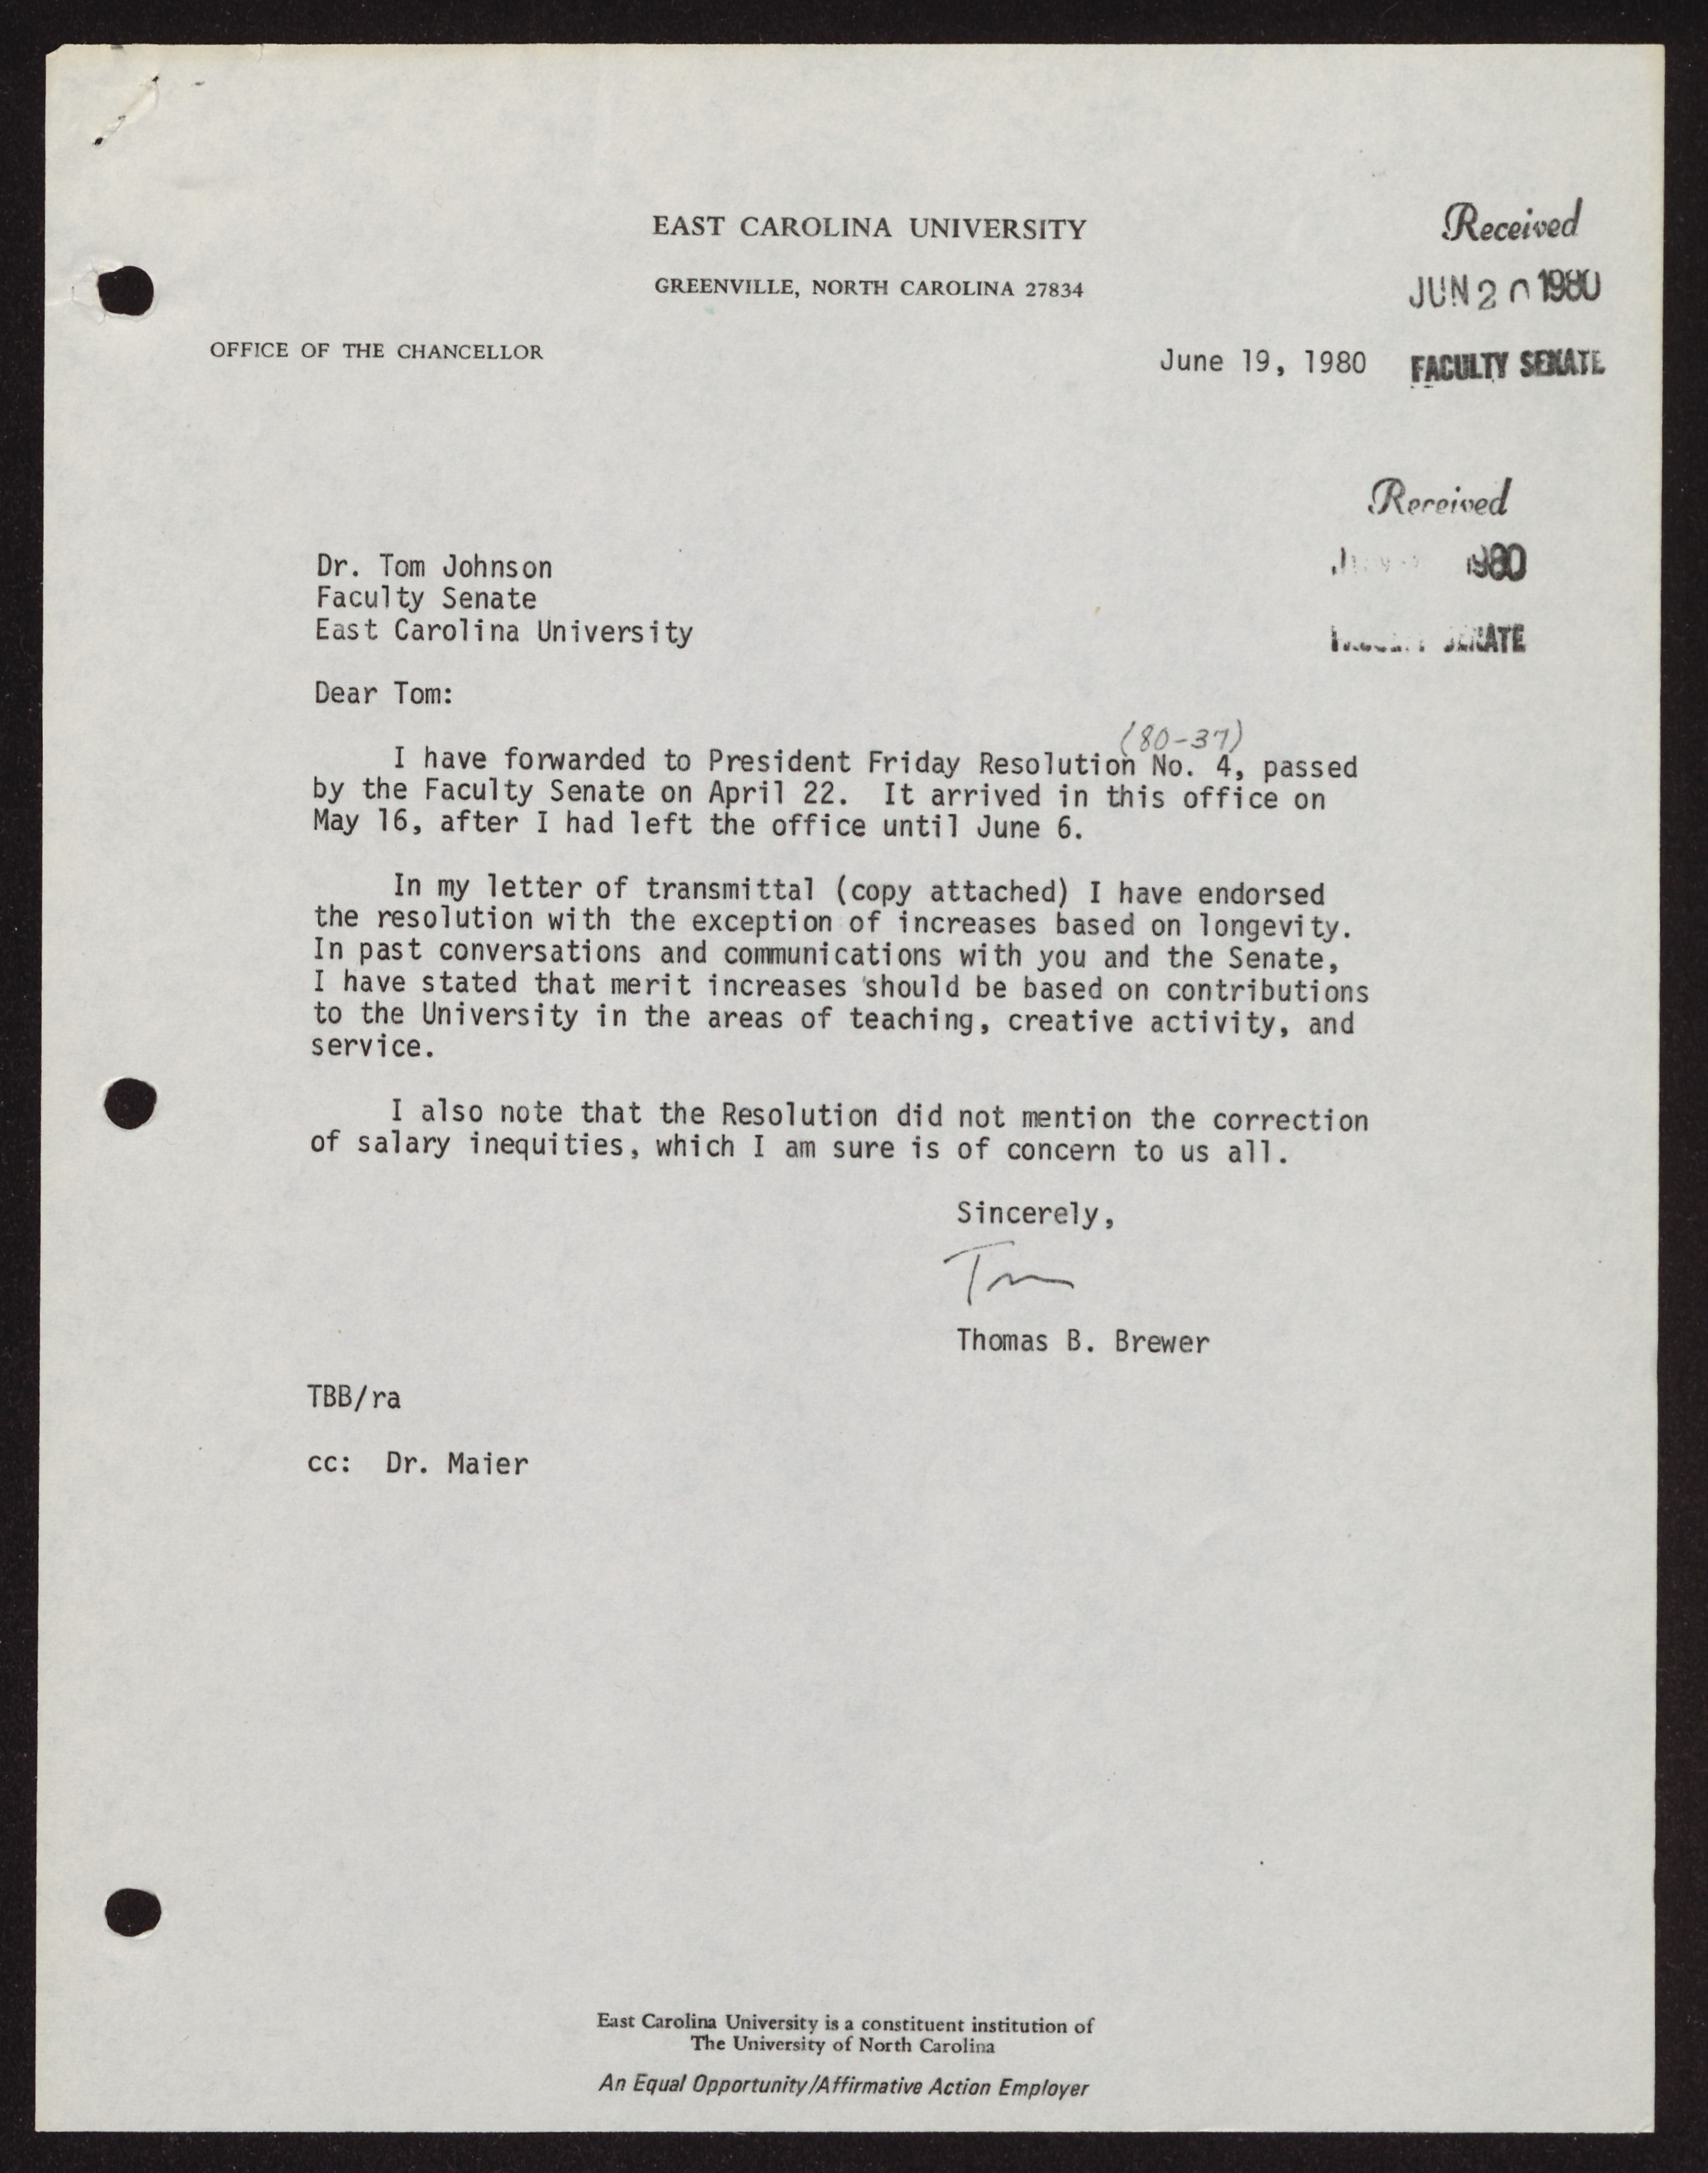 EAST CAROLINA UNIVERSITY
GREENVILLE, NORTH CAROLINA 27834
OFFICE OF THE CHANCELLOR
June 19, 1980
Received
JUN 20 1980
FACULTY SENATE
Received
1980
SENATE
Dr. Tom Johnson
Faculty Senate
East Carolina University
Dear Tom:
(80-37)
I have forwarded to President Friday Resolution No. 4, passed
by the Faculty Senate on April 22. It arrived in this office on
May 16, after I had left the office until June 6.
In my letter of transmittal (copy attached) I have endorsed
the resolution with the exception of increases based on longevity.
In past conversations and communications with you and the Senate,
I have stated that merit increases should be based on contributions
to the University in the areas of teaching, creative activity, and
service.
I also note that the Resolution did not mention the correction
of salary inequities, which I am sure is of concern to us all.
Sincerely,
Tom
Thomas B. Brewer
TBB/ra
cc: Dr. Maier
East Carolina University is a constituent institution of
The University of North Carolina
An Equal Opportunity/Affirmative Action Employer